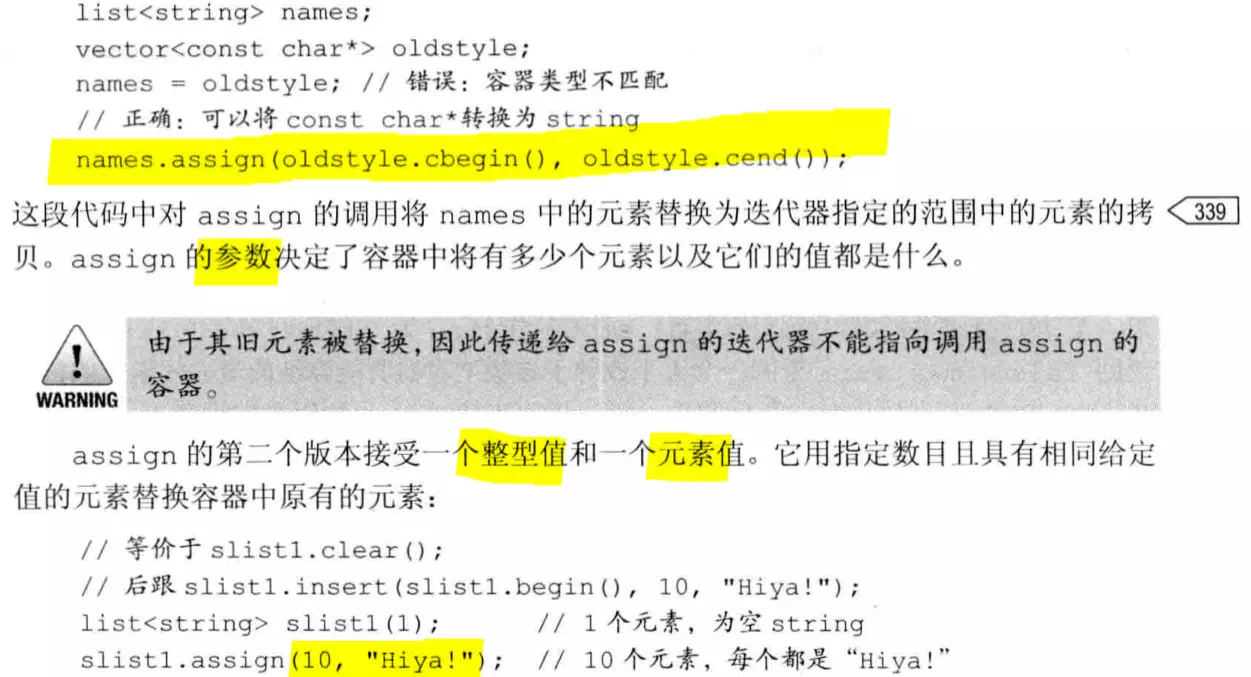 list<string> names;
vector<const char*> oldstyle;
names = oldstyle; // 错误：容器类型不匹配
// 正确：可以将 const char*转换为 string
names.assign(oldstyle.cbegin(), oldstyle.cend());
这段代码中对 assign 的调用将 names 中的元素替换为迭代器指定的范围中的元素的拷 339
贝。assign 的参数决定了容器中将有多少个元素以及它们的值都是什么。
由于其旧元素被替换，因此传递给 assign 的迭代器不能指向调用 assign 的
WARNING 容器。
assign 的第二个版本接受一个整型值和一个元素值。它用指定数目且具有相同给定
值的元素替换容器中原有的元素：
// 等价于 slist1.clear();
// 后跟 slist1.insert(slist1.begin(), 10, "Hiya!");
list<string> slist1(1); // 1 个元素，为空 string
slist1.assign(10, "Hiya!"); // 10 个元素，每个都是“Hiya!”